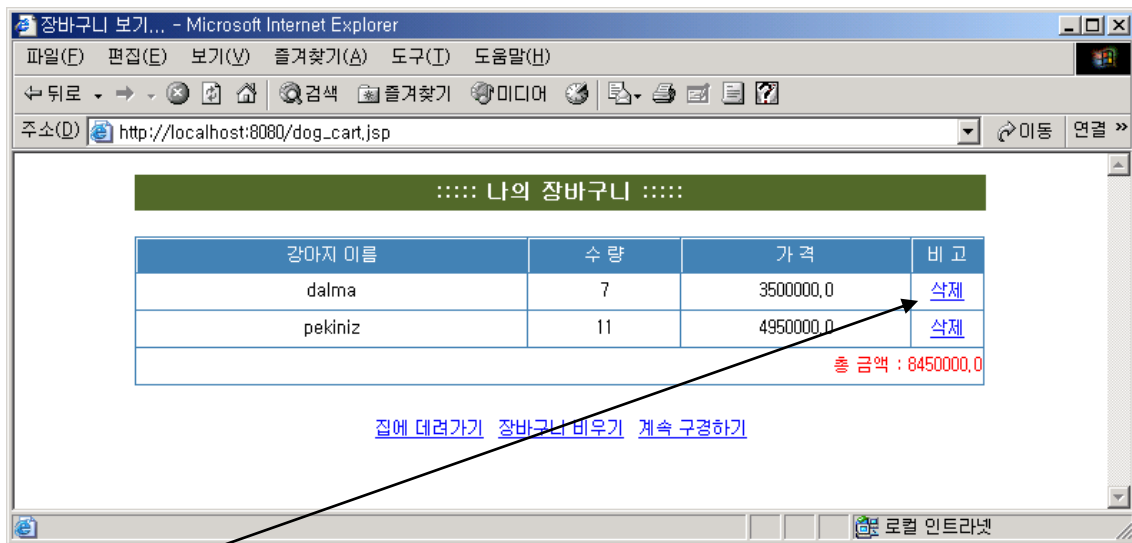 장바구니 보기... - Microsoft Internet Explorer
파일(F) 편집(E) 보기(V) 즐겨찾기(A) 도구(T) 도움말(H)
뒤로 검색 즐겨찾기 미디어
주소(D) http://localhost:8080/dog_cart.jsp 이동 연결 »
::::: 나의 장바구니 :::::
강아지 이름 수 량 가 격 비 고
dalma 7 3500000.0 삭제
pekiniz 11 4950000.0 삭제
총 금액 : 8450000.0
집에 데려가기 장바구니 비우기 계속 구경하기
로컬 인트라넷